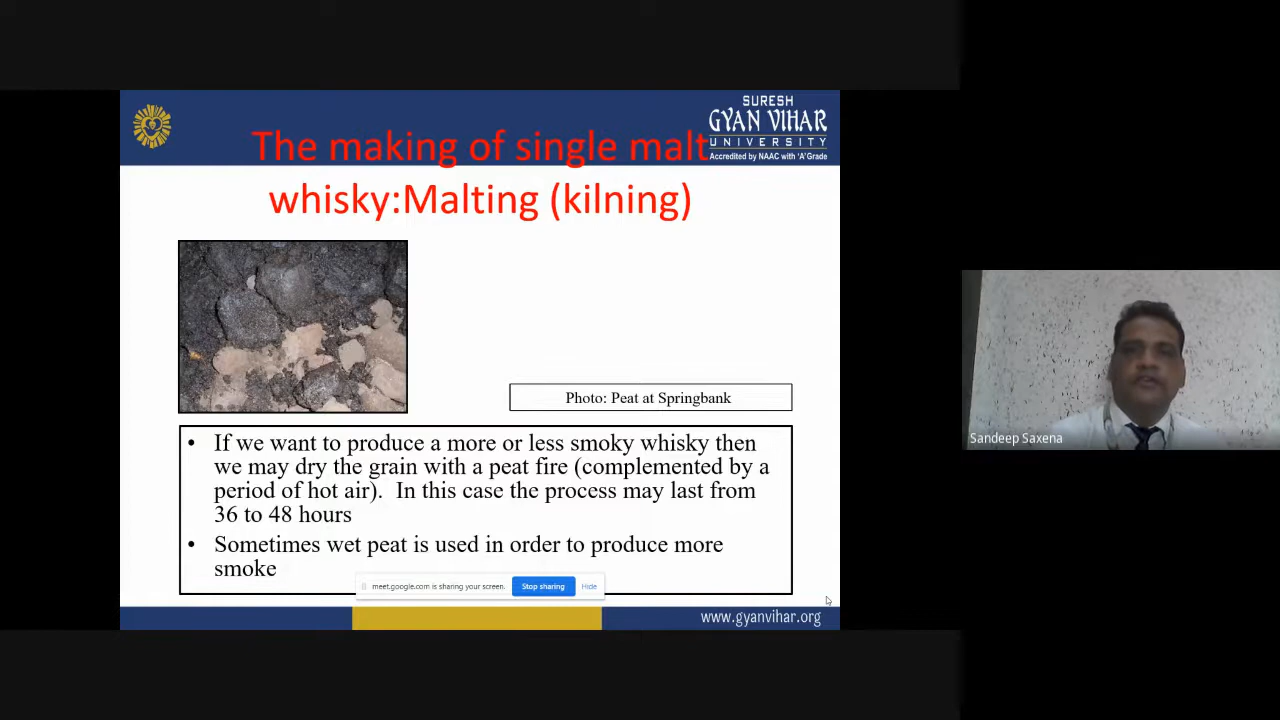 SURESH
GYAN VIHAR
UNIVERSITY
Accredited by NAAC with 'A' Grade
The making of single malt
whisky:Malting (kilning)
Photo: Peat at Springbank
• If we want to produce a more or less smoky whisky then
we may dry the grain with a peat fire (complemented by a
period of hot air). In this case the process may last from
36 to 48 hours
• Sometimes wet peat is used in order to produce more
smoke
meet.google.com is sharing your screen.
Stop sharing
Hide
www.gyanvihar.org
Sandeep Saxena